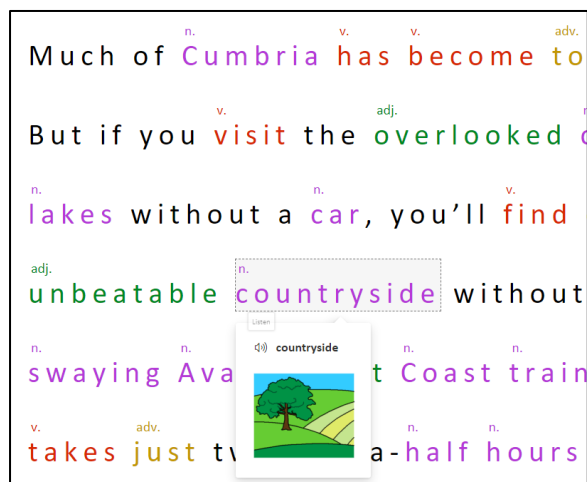 n. v. v. adv.
Much of Cumbria has become to
v. adj.
But if you visit the overlooked
n. n. v.
lakes without a car, you’ll find
adj. n.
unbeatable countryside without
Listen
countryside
n. n. n. n.
swaying Ava t Coast train
v. adv. n. n.
takes just tw a-half hours